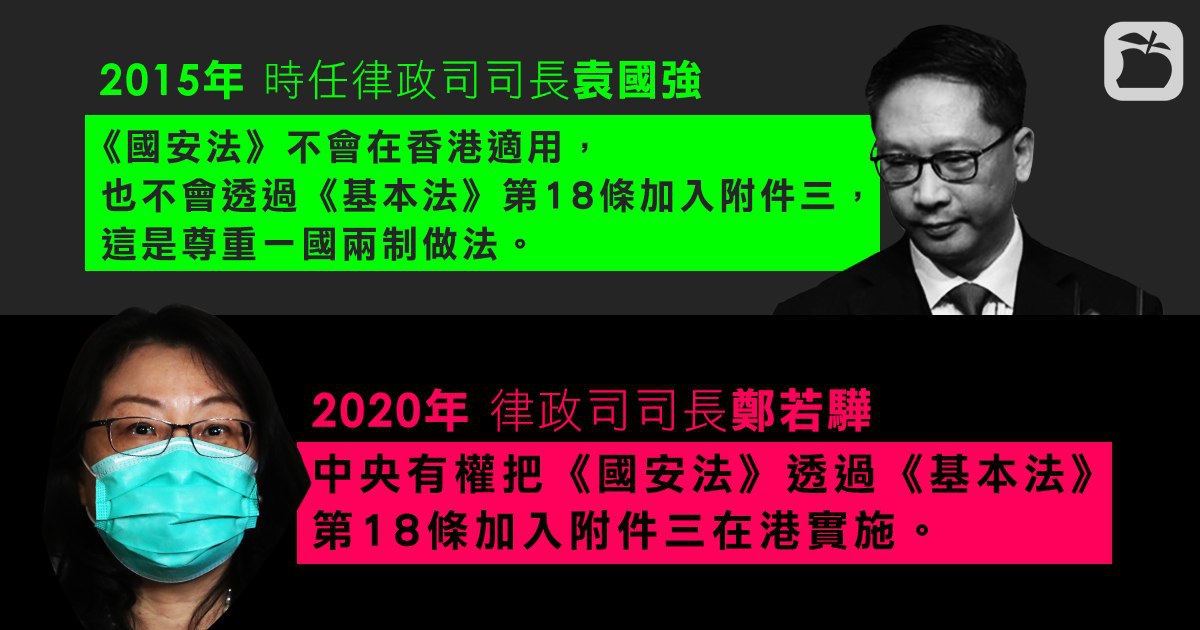 2015年 時任律政司司長袁國強
《國安法》不會在香港適用，
也不會透過《基本法》第18條加入附件三，
這是尊重一國兩制做法。
2020年 律政司司長鄭若驊
中央有權把《國安法》透過《基本法》
第18條加入附件三在港實施。